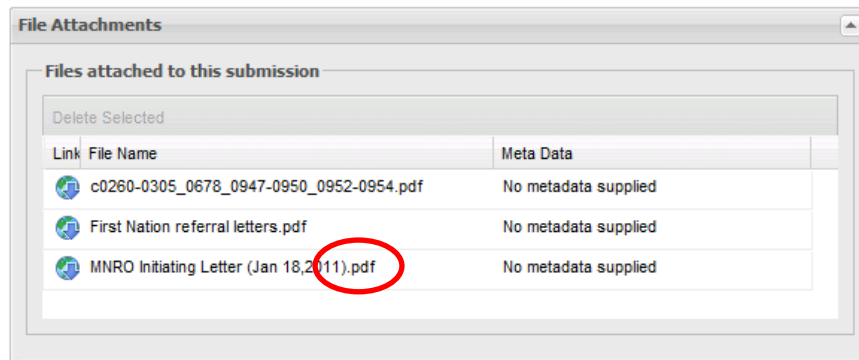 File Attachments
Files attached to this submission
Delete Selected
Link File Name Meta Data
c0260-0305_0678_0947-0950_0952-0954.pdf No metadata supplied
First Nation referral letters.pdf No metadata supplied
MNRO Initiating Letter (Jan 18,2011).pdf No metadata supplied